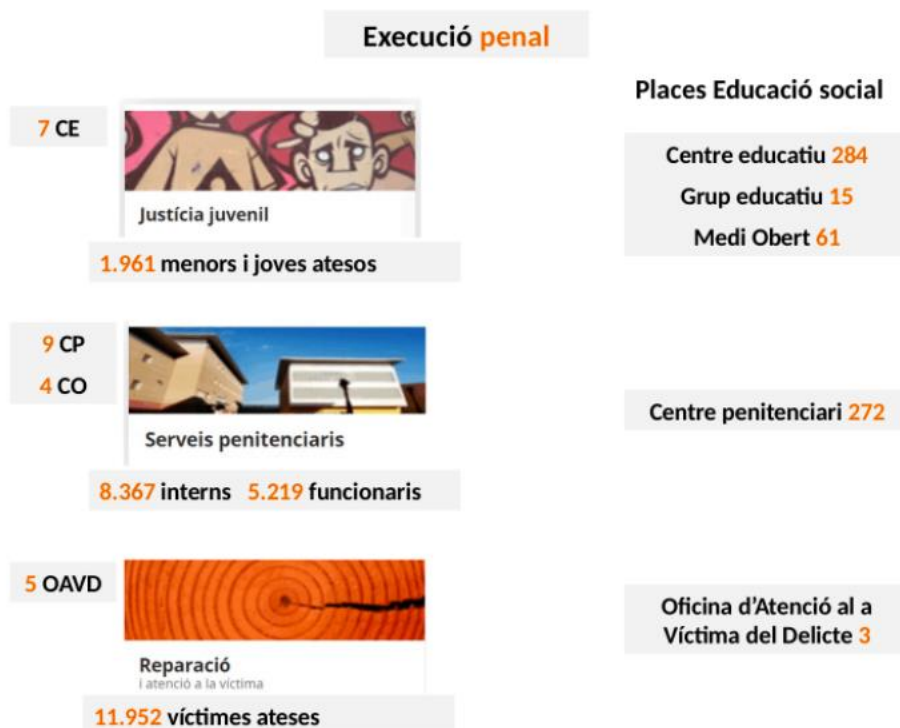 Execució penal
Places Educació social
7 CE
Justícia juvenil
1.961 menors i joves atesos
Centre educatiu 284
Grup educatiu 15
Medi Obert 61
9 CP
4 CO
Serveis penitenciaris
8.367 interns 5.219 funcionaris
Centre penitenciari 272
5 OAVD
Reparació
i atenció a la víctima
11.952 víctimes ateses
Oficina d'Atenció al a
Víctima del Delicte 3